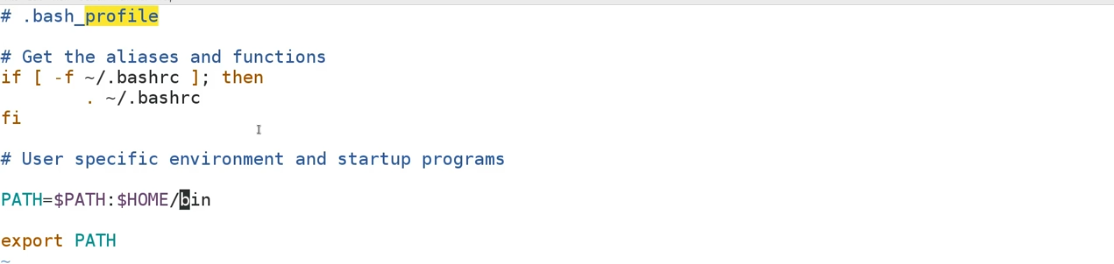 # .bash_profile
# Get the aliases and functions
if [ -f ~/.bashrc ]; then
        . ~/.bashrc
fi
# User specific environment and startup programs
PATH=$PATH:$HOME/bin
export PATH
~